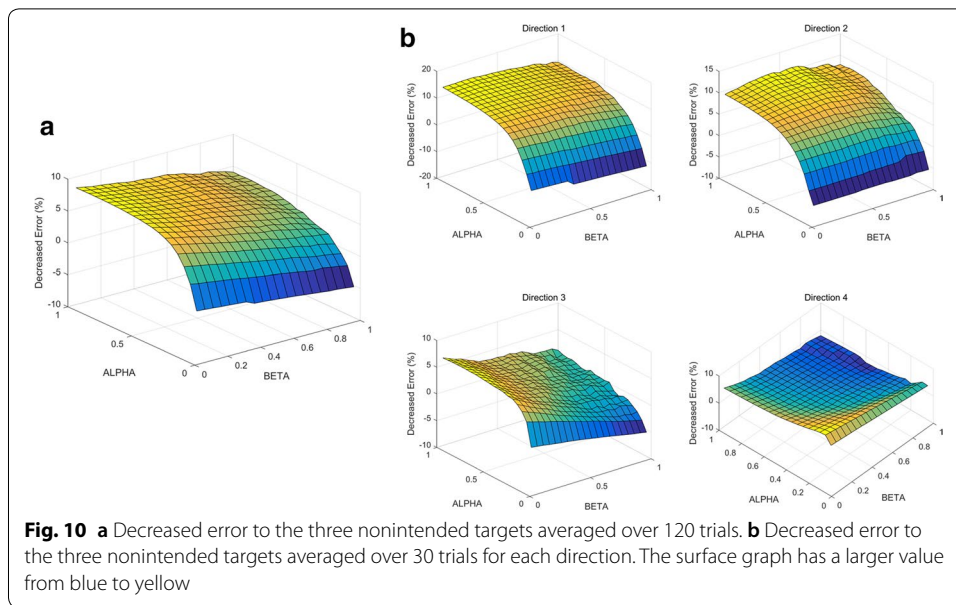 a
Decreased Error (%)
10
5
0
-5
-10
1
0.5
0
ALPHA
0
0.2
0.4
0.6
0.8
1
BETA
b
Direction 1
Decreased Error (%)
20
10
0
-10
-20
1
0.5
0
ALPHA
0
0.5
1
BETA
Direction 2
Decreased Error (%)
15
10
5
0
-5
-10
1
0.5
0
ALPHA
0
0.5
1
BETA
Direction 3
Decreased Error (%)
10
5
0
-5
-10
1
0.5
0
ALPHA
0
0.5
1
BETA
Direction 4
Decreased Error (%)
10
0
-10
1
0.8
0.6
0.4
0.2
0
ALPHA
0
0.2
0.4
0.6
0.8
1
BETA
Fig. 10 a Decreased error to the three nonintended targets averaged over 120 trials. b Decreased error to
the three nonintended targets averaged over 30 trials for each direction. The surface graph has a larger value
from blue to yellow